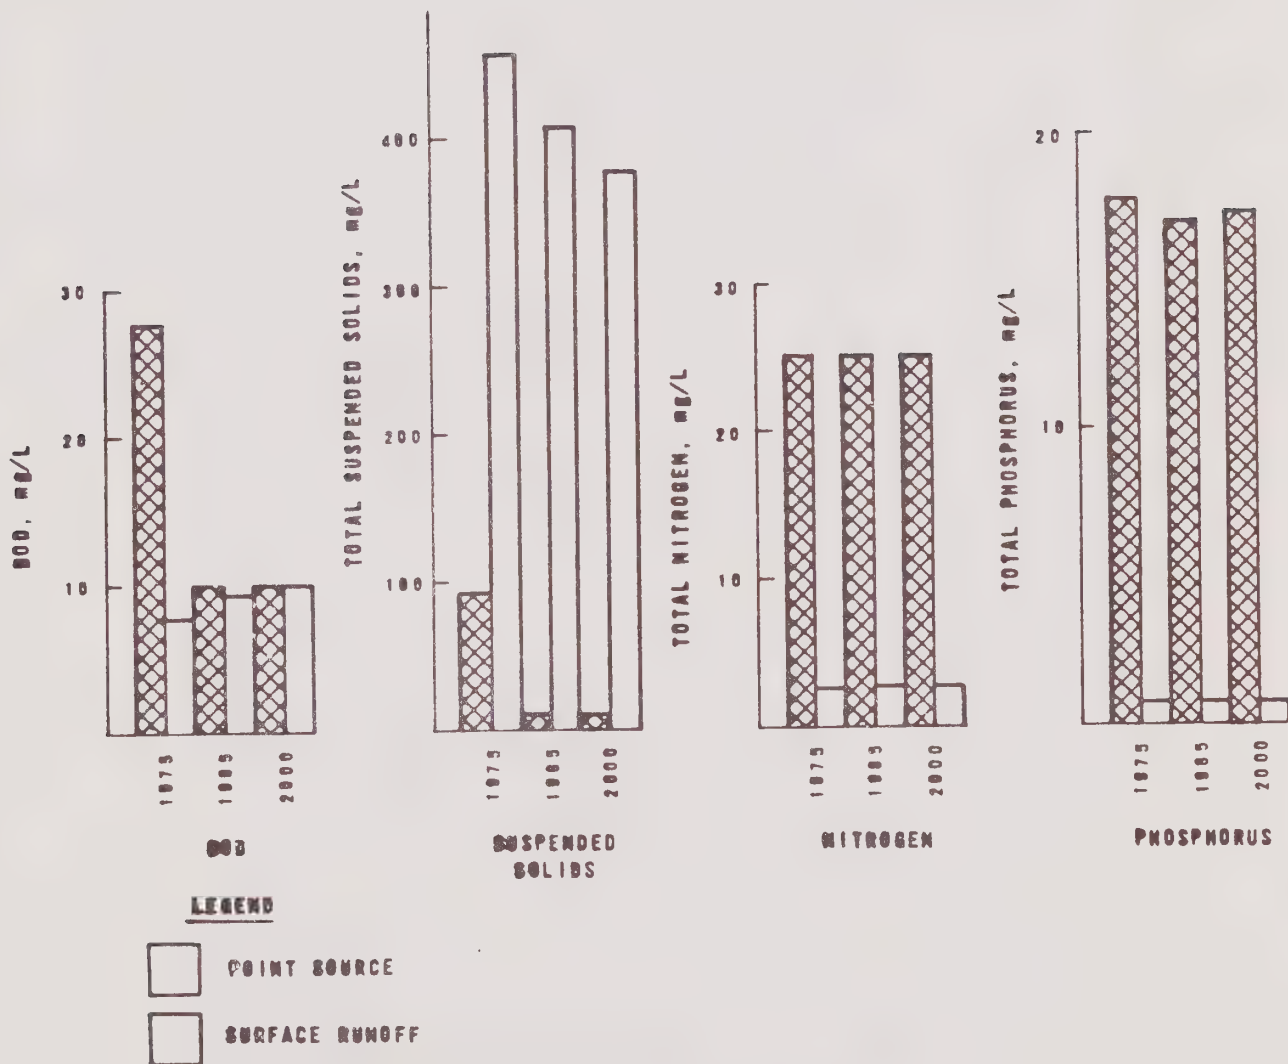 BOD, mg/L
30
20
10
1975
1985
2000
BOD
TOTAL SUSPENDED SOLIDS, mg/L
400
300
200
100
1975
1985
2000
SUSPENDED
SOLIDS
TOTAL NITROGEN, mg/L
30
20
10
1975
1985
2000
NITROGEN
TOTAL PHOSPHORUS, mg/L
20
10
1975
1985
2000
PHOSPHORUS
LEGEND
POINT SOURCE
SURFACE RUNOFF